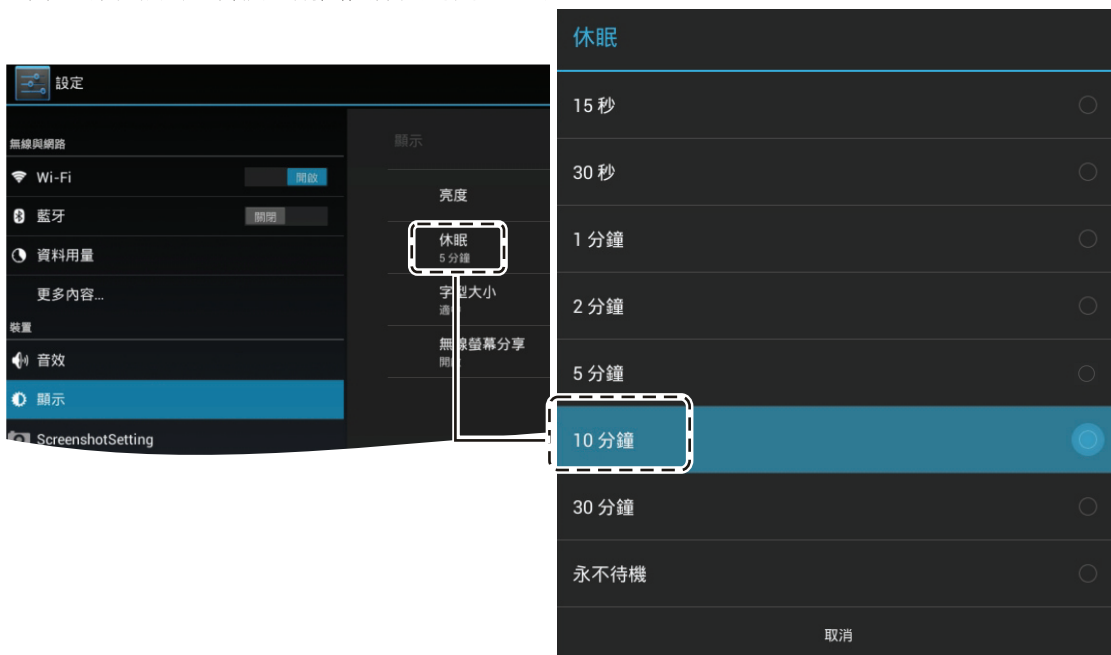 設定
無線與網路
Wi-Fi
開啟
藍牙
關閉
資料用量
更多內容...
裝置
音效
顯示
ScreenshotSetting
顯示
亮度
休眠
5 分鐘
字型大小
無線螢幕分享
休眠
15 秒
30 秒
1 分鐘
2 分鐘
5 分鐘
10 分鐘
30 分鐘
永不待機
取消